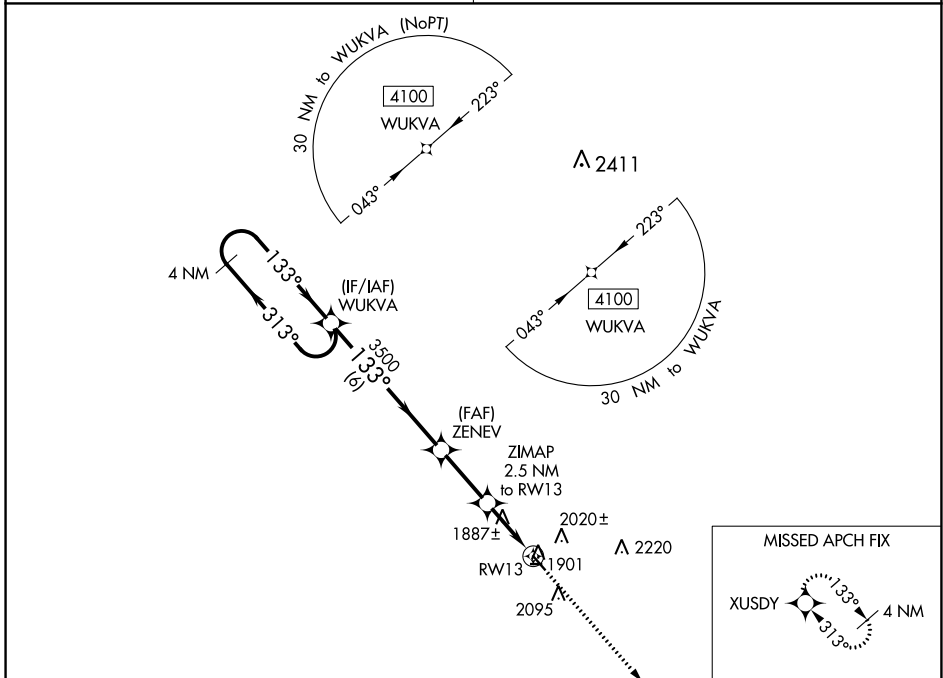 30 NM to WUKVA (NoPT)
4100
WUKVA
223°
043°
2411
4 NM
133°
313°
(IF/IAF)
WUKVA
3500
133°
(6)
223°
4100
WUKVA
043°
30 NM to WUKVA
(FAF)
ZENEV
ZIMAP
2.5 NM
to RW13
1887±
2020±
2220
RW13
1901
2095
MISSED APCH FIX
XUSDY
133°
313°
4 NM